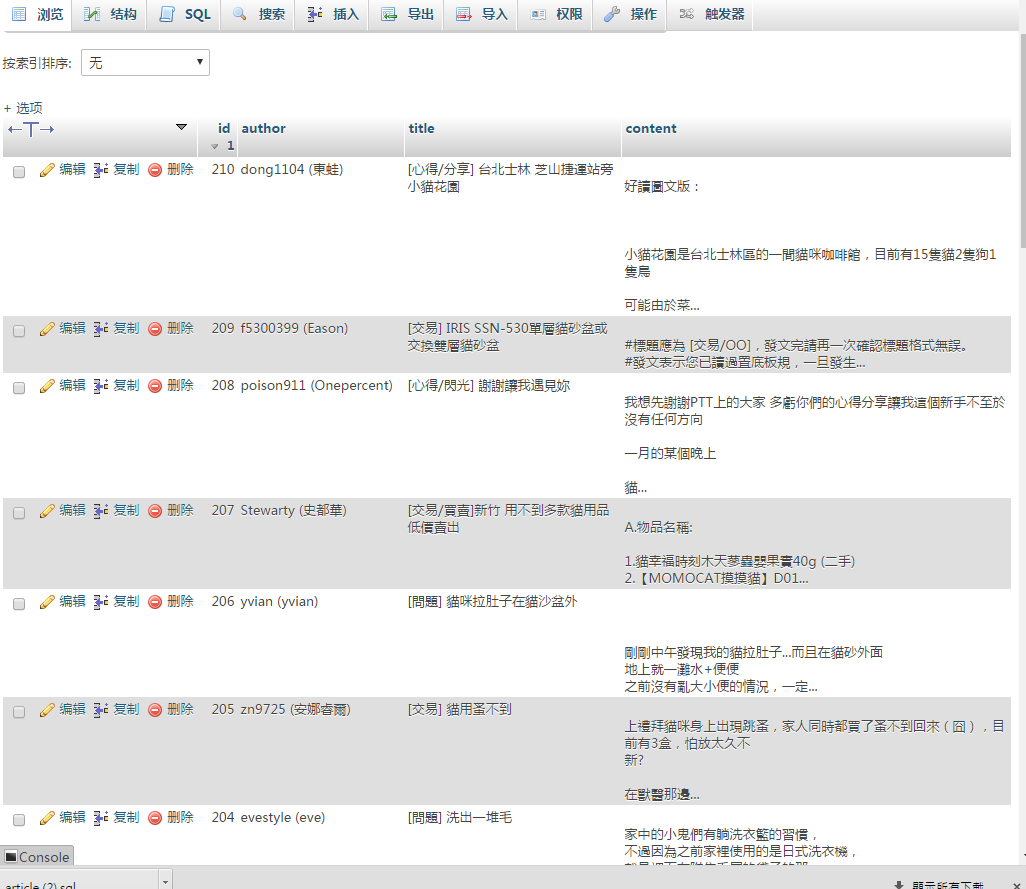 浏览 结构 SQL 搜索 插入 导出 导入 权限 操作 触发器
按索引排序: 无
+ 选项
←T→ id 1 author title content
编辑 复制 删除 210 dong1104 (東蛙) [心得/分享] 台北士林 芝山捷運站旁
小貓花園
好讀圖文版：
小貓花園是台北士林區的一間貓咪咖啡館，目前有15隻貓2隻狗1
隻鳥
可能由於菜...
编辑 复制 删除 209 f5300399 (Eason) [交易] IRIS SSN-530單層貓砂盆或
交換雙層貓砂盆
#標題應為 [交易/OO]，發文完請再一次確認標題格式無誤。
#發文表示您已讀過置底板規，一旦發生...
编辑 复制 删除 208 poison911 (Onepercent) [心得/閃光] 謝謝讓我遇見妳
我想先謝謝PTT上的大家 多虧你們的心得分享讓我這個新手不至於
沒有任何方向
一月的某個晚上
貓...
编辑 复制 删除 207 Stewarty (史都華) [交易/買賣]新竹 用不到多款貓用品
低價賣出
A.物品名稱:
1.貓幸福時刻木天蓼蟲嬰果實40g (二手)
2.【MOMOCAT摸摸貓】D01...
编辑 复制 删除 206 yvian (yvian) [問題] 貓咪拉肚子在貓沙盆外
剛剛中午發現我的貓拉肚子...而且在貓砂外面
地上就一灘水+便便
之前沒有亂大小便的情況，一定...
编辑 复制 删除 205 zn9725 (安娜睿爾) [交易] 貓用蚤不到
上禮拜貓咪身上出現跳蚤，家人同時都買了蚤不到回來（囧），目
前有3盒，怕放太久不
新?
在獸醫那邊...
编辑 复制 删除 204 evestyle (eve) [問題] 洗出一堆毛
家中的小鬼們有躺洗衣籃的習慣，
不過因為之前家裡使用的是日式洗衣機，
Console
article (2).sql 顯示所有下載